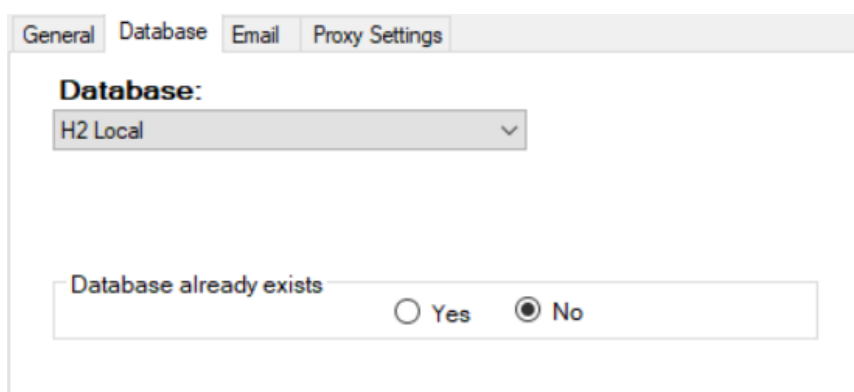 General Database Email Proxy Settings
Database:
H2 Local
Database already exists
Yes No